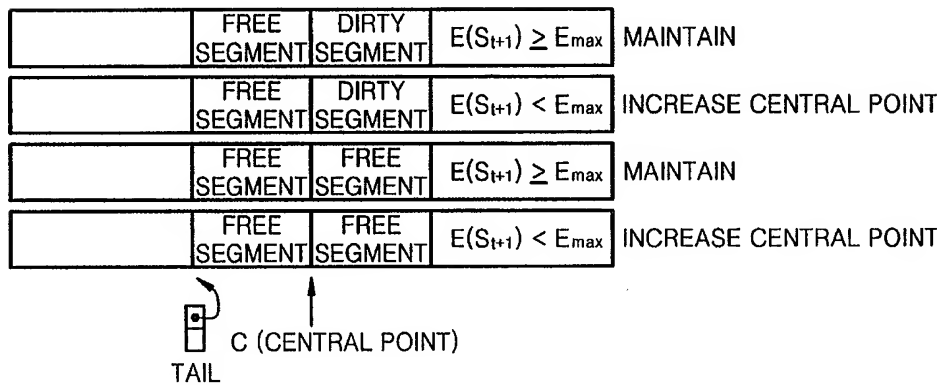 FREE SEGMENT DIRTY SEGMENT E(St+1) ≥ Emax MAINTAIN
FREE SEGMENT DIRTY SEGMENT E(St+1) < Emax INCREASE CENTRAL POINT
FREE SEGMENT FREE SEGMENT E(St+1) ≥ Emax MAINTAIN
FREE SEGMENT FREE SEGMENT E(St+1) < Emax INCREASE CENTRAL POINT
C (CENTRAL POINT)
TAIL